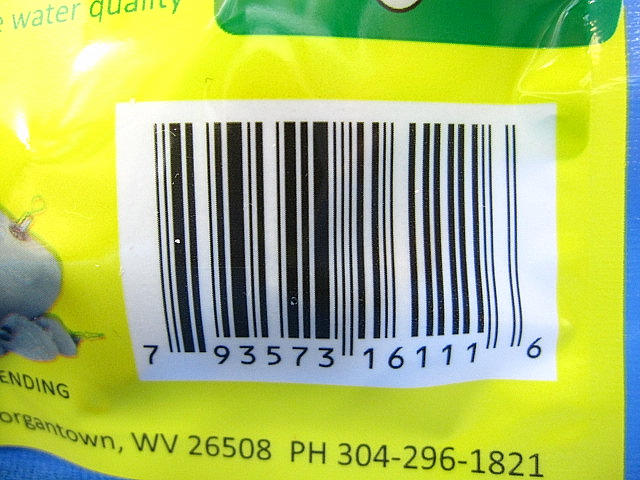 e water quality
7 93573 16111 6
ENDING
organtown, WV 26508 PH 304-296-1821